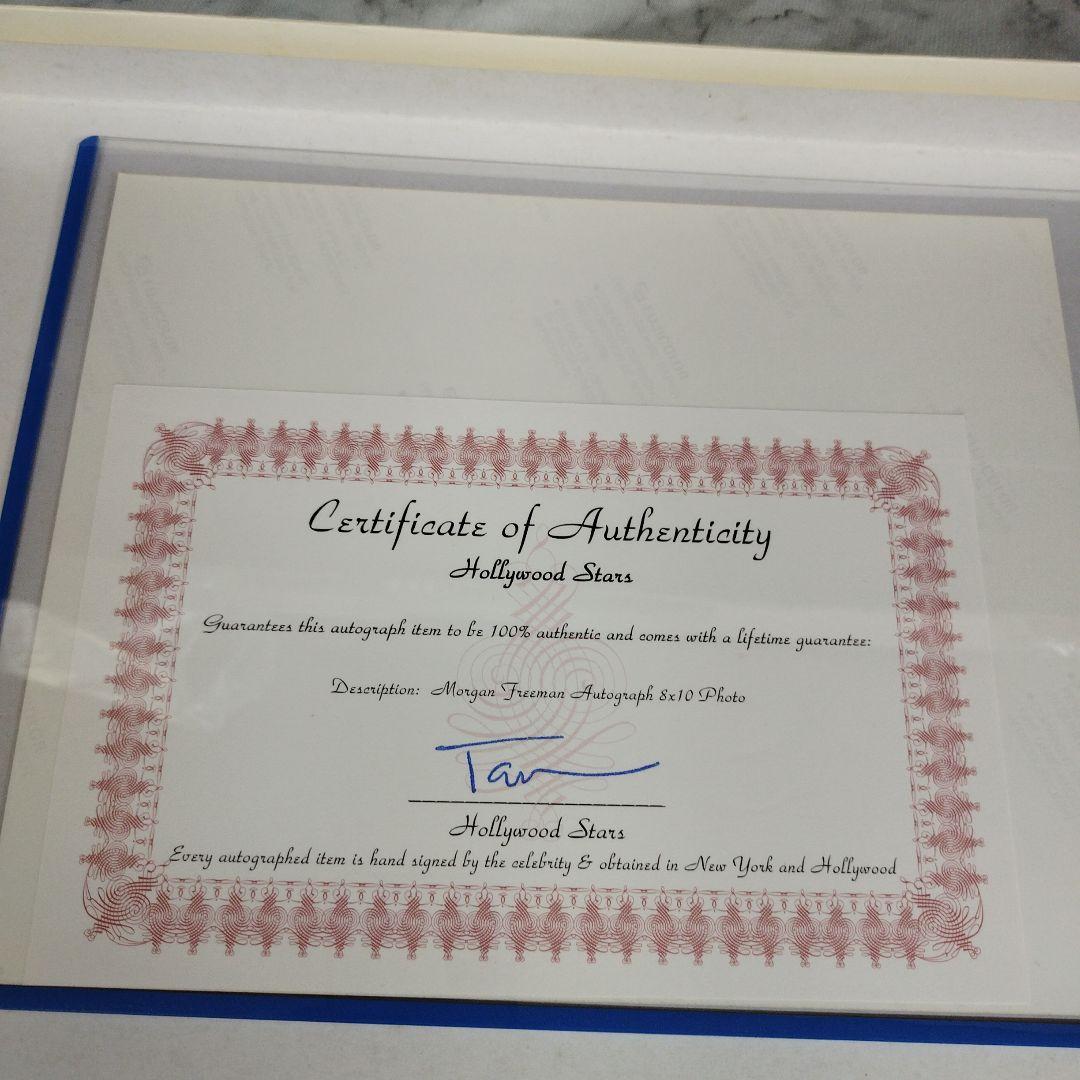 Certificate of Authenticity
Hollywood Stars
Guarantees this autograph item to be 100% authentic and comes with a lifetime guarantee:
Description: Morgan Freeman Autograph 8x10 Photo
Hollywood Stars
Every autographed item is hand signed by the celebrity & obtained in New York and Hollywood